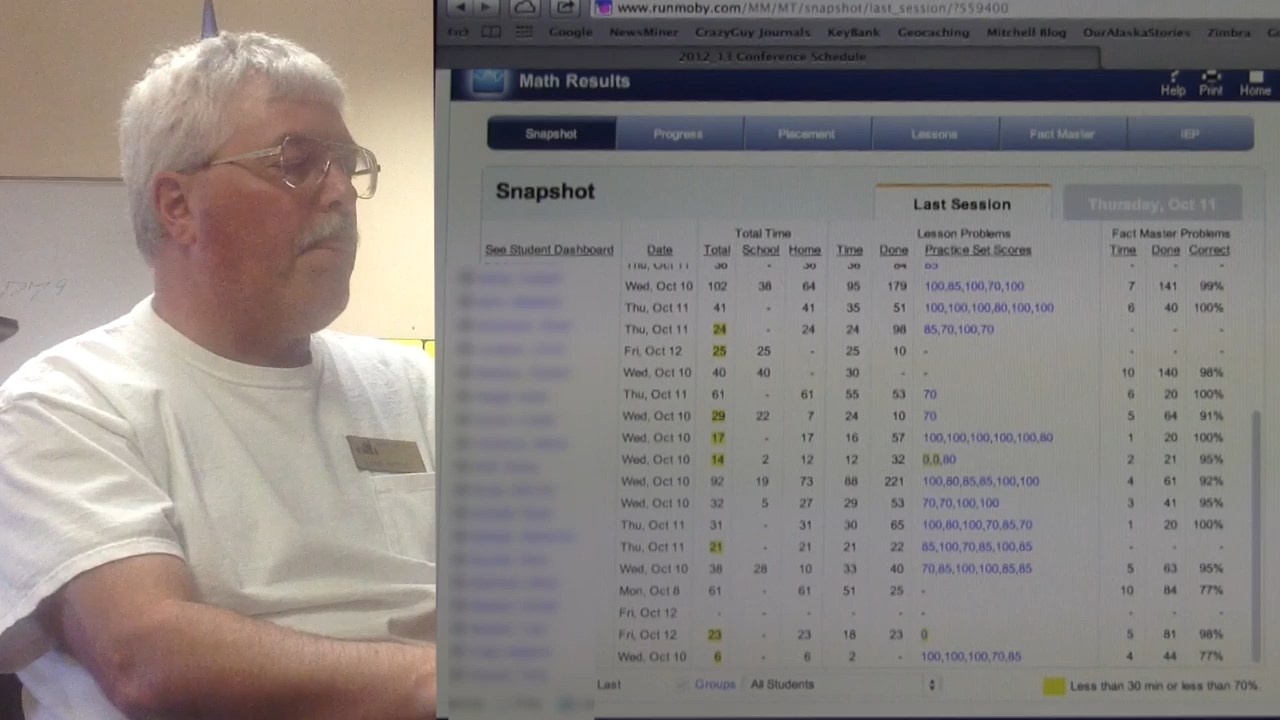 www.runmoby.com/MM/MT/snapshot/last_session/?559400
Google NewsMiner CrazyGuy Journals KeyBank Geocaching Mitchell Blog OurAlaskaStories Zimbra
2012_13 Conference Schedule
Math Results
Help Print Home
Snapshot Progress Placement Lessons Fact Master IEP
Snapshot
Last Session Thursday, Oct 11
Total Time Lesson Problems Fact Master Problems
See Student Dashboard Date Total School Home Time Done Practice Set Scores Time Done Correct
Thu, Oct 11 30 - 30 30 84 85 - - -
Wed, Oct 10 102 38 64 95 179 100,85,100,70,100 7 141 99%
Thu, Oct 11 41 - 41 35 51 100,100,100,80,100,100 6 40 100%
Thu, Oct 11 24 - 24 24 98 85,70,100,70 - - -
Fri, Oct 12 25 25 - 25 10 - - - -
Wed, Oct 10 40 40 - 30 - - 10 140 98%
Thu, Oct 11 61 - 61 55 53 70 6 20 100%
Wed, Oct 10 29 22 7 24 10 70 5 64 91%
Wed, Oct 10 17 - 17 16 57 100,100,100,100,100,80 1 20 100%
Wed, Oct 10 14 2 12 12 32 0,0,80 2 21 95%
Wed, Oct 10 92 19 73 88 221 100,80,85,85,100,100 4 61 92%
Wed, Oct 10 32 5 27 29 53 70,70,100,100 3 41 95%
Thu, Oct 11 31 - 31 30 65 100,80,100,70,85,70 1 20 100%
Thu, Oct 11 21 - 21 21 22 85,100,70,85,100,85 - - -
Wed, Oct 10 38 28 10 33 40 70,85,100,100,85,85 5 63 95%
Mon, Oct 8 61 - 61 51 25 - 10 84 77%
Fri, Oct 12 - - - - - - - - -
Fri, Oct 12 23 - 23 18 23 0 5 81 98%
Wed, Oct 10 6 - 6 2 - 100,100,100,70,85 4 44 77%
Last Groups All Students Less than 30 min or less than 70%